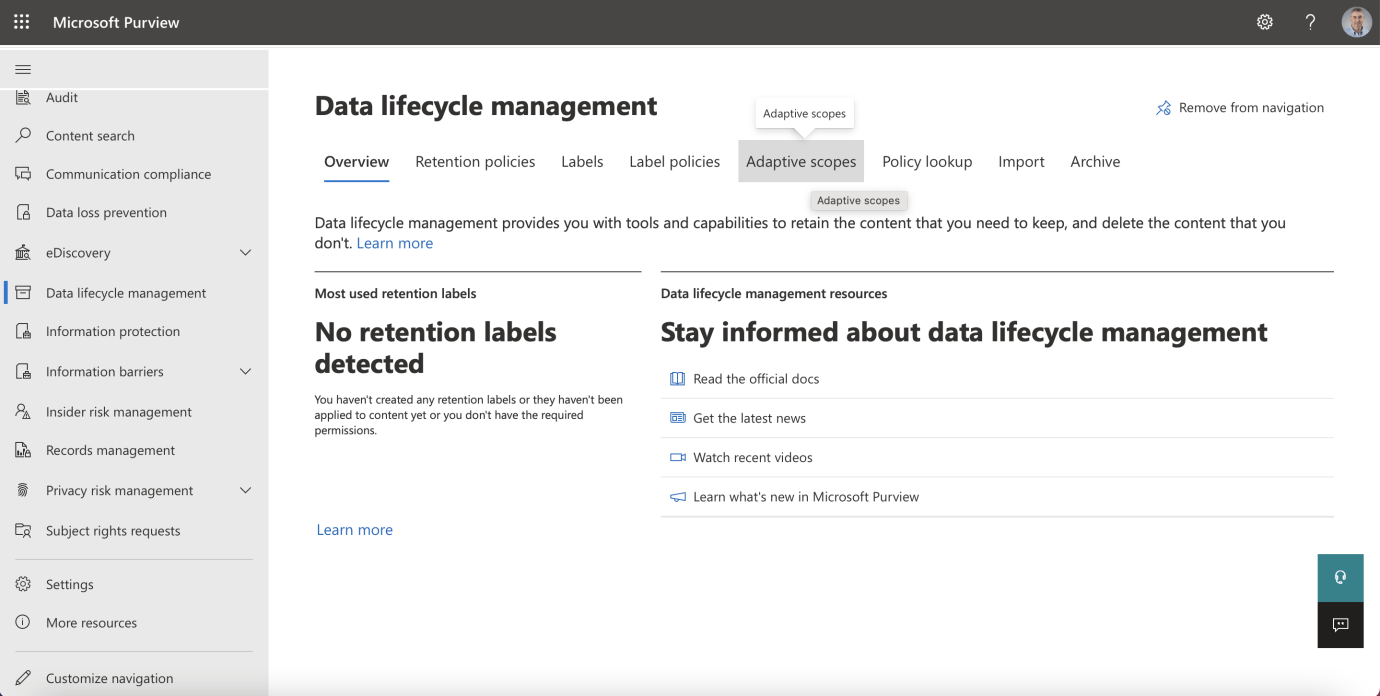 Microsoft Purview
?
Audit
Content search
Communication compliance
Data loss prevention
eDiscovery
Data lifecycle management
Information protection
Information barriers
Insider risk management
Records management
Privacy risk management
Subject rights requests
Settings
More resources
Customize navigation
Data lifecycle management
Remove from navigation
Adaptive scopes
Overview Retention policies Labels Label policies Adaptive scopes Policy lookup Import Archive
Adaptive scopes
Data lifecycle management provides you with tools and capabilities to retain the content that you need to keep, and delete the content that you
don't. Learn more
Most used retention labels
No retention labels
detected
You haven't created any retention labels or they haven't been
applied to content yet or you don't have the required
permissions.
Learn more
Data lifecycle management resources
Stay informed about data lifecycle management
Read the official docs
Get the latest news
Watch recent videos
Learn what's new in Microsoft Purview